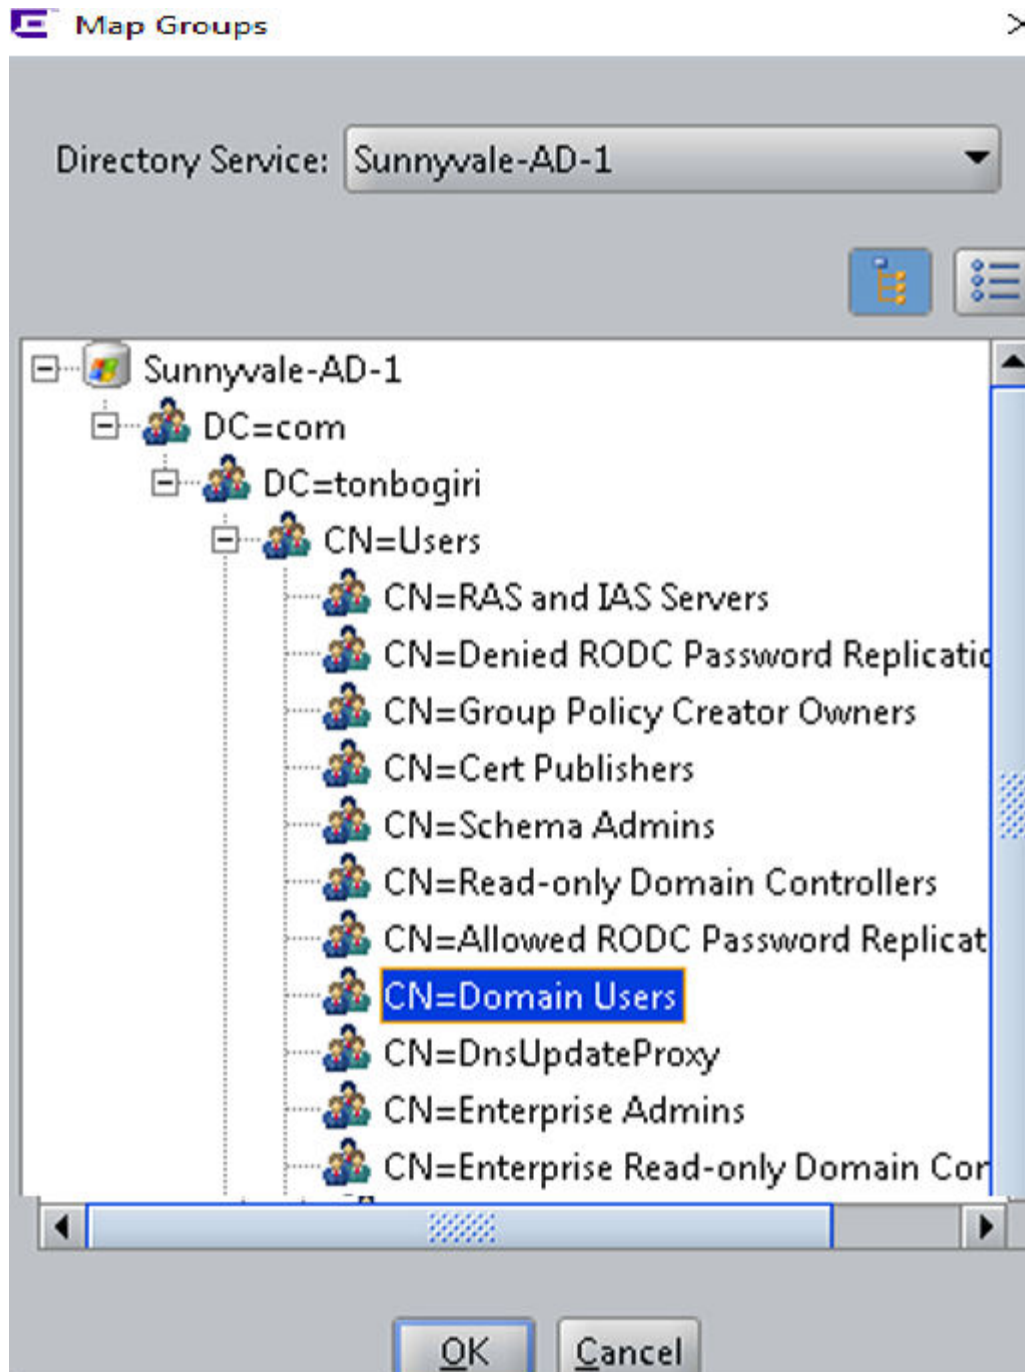 Map Groups
Directory Service: Sunnyvale-AD-1
Sunnyvale-AD-1
DC=com
DC=tonbogiri
CN=Users
CN=RAS and IAS Servers
CN=Denied RODC Password Replicatic
CN=Group Policy Creator Owners
CN=Cert Publishers
CN=Schema Admins
CN=Read-only Domain Controllers
CN=Allowed RODC Password Replicat
CN=Domain Users
CN=DnsUpdateProxy
CN=Enterprise Admins
CN=Enterprise Read-only Domain Cor
OK Cancel